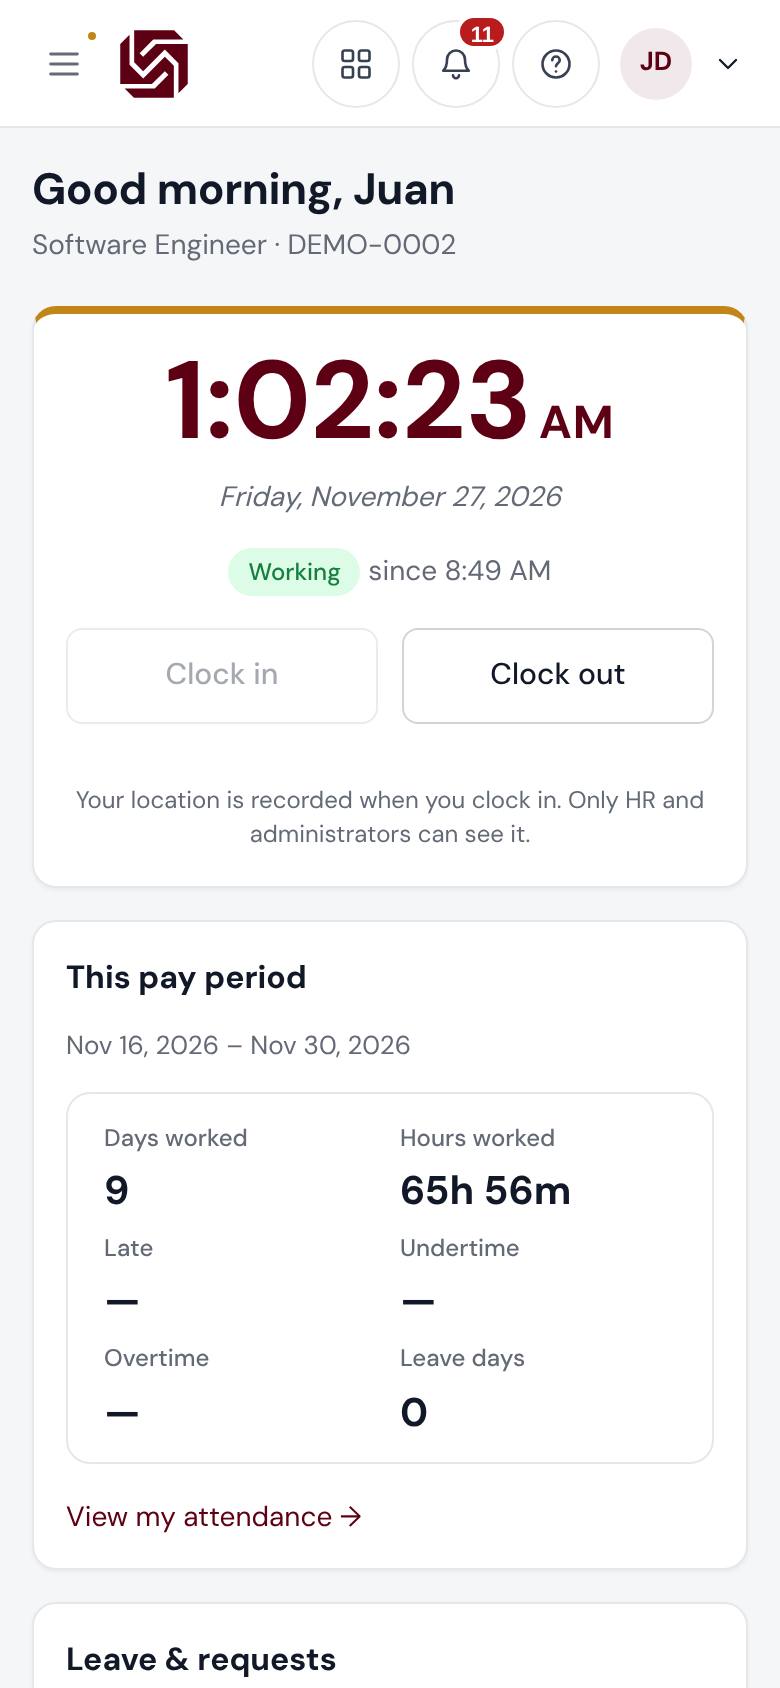 11
JD
Good morning, Juan
Software Engineer · DEMO-0002
1:02:23 AM
Friday, November 27, 2026
Working since 8:49 AM
Clock in
Clock out
Your location is recorded when you clock in. Only HR and
administrators can see it.
This pay period
Nov 16, 2026 – Nov 30, 2026
Days worked
Hours worked
9
65h 56m
Late
Undertime
—
—
Overtime
Leave days
—
0
View my attendance →
Leave & requests